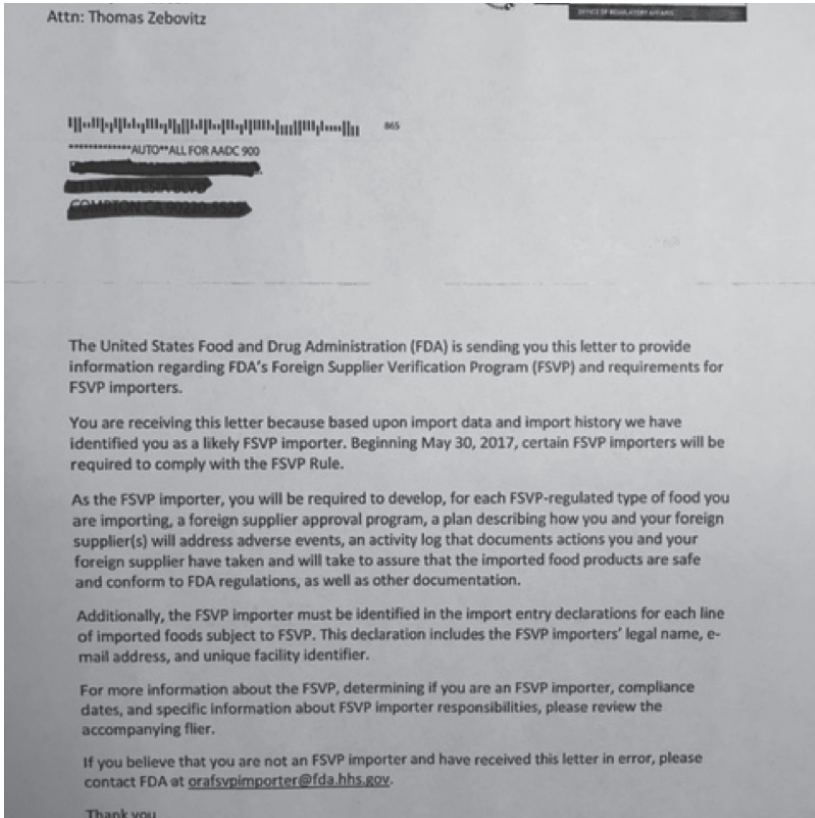 Attn: Thomas Zebovitz
OFFICE OF REGULATORY AFFAIRS
865
*************AUTO**ALL FOR AADC 900
The United States Food and Drug Administration (FDA) is sending you this letter to provide
information regarding FDA's Foreign Supplier Verification Program (FSVP) and requirements for
FSVP importers.
You are receiving this letter because based upon import data and import history we have
identified you as a likely FSVP importer. Beginning May 30, 2017, certain FSVP importers will be
required to comply with the FSVP Rule.
As the FSVP importer, you will be required to develop, for each FSVP-regulated type of food you
are importing, a foreign supplier approval program, a plan describing how you and your foreign
supplier(s) will address adverse events, an activity log that documents actions you and your
foreign supplier have taken and will take to assure that the imported food products are safe
and conform to FDA regulations, as well as other documentation.
Additionally, the FSVP importer must be identified in the import entry declarations for each line
of imported foods subject to FSVP. This declaration includes the FSVP importers' legal name, e-
mail address, and unique facility identifier.
For more information about the FSVP, determining if you are an FSVP importer, compliance
dates, and specific information about FSVP importer responsibilities, please review the
accompanying flier.
If you believe that you are not an FSVP importer and have received this letter in error, please
contact FDA at orafsvpimporter@fda.hhs.gov.
Thank you